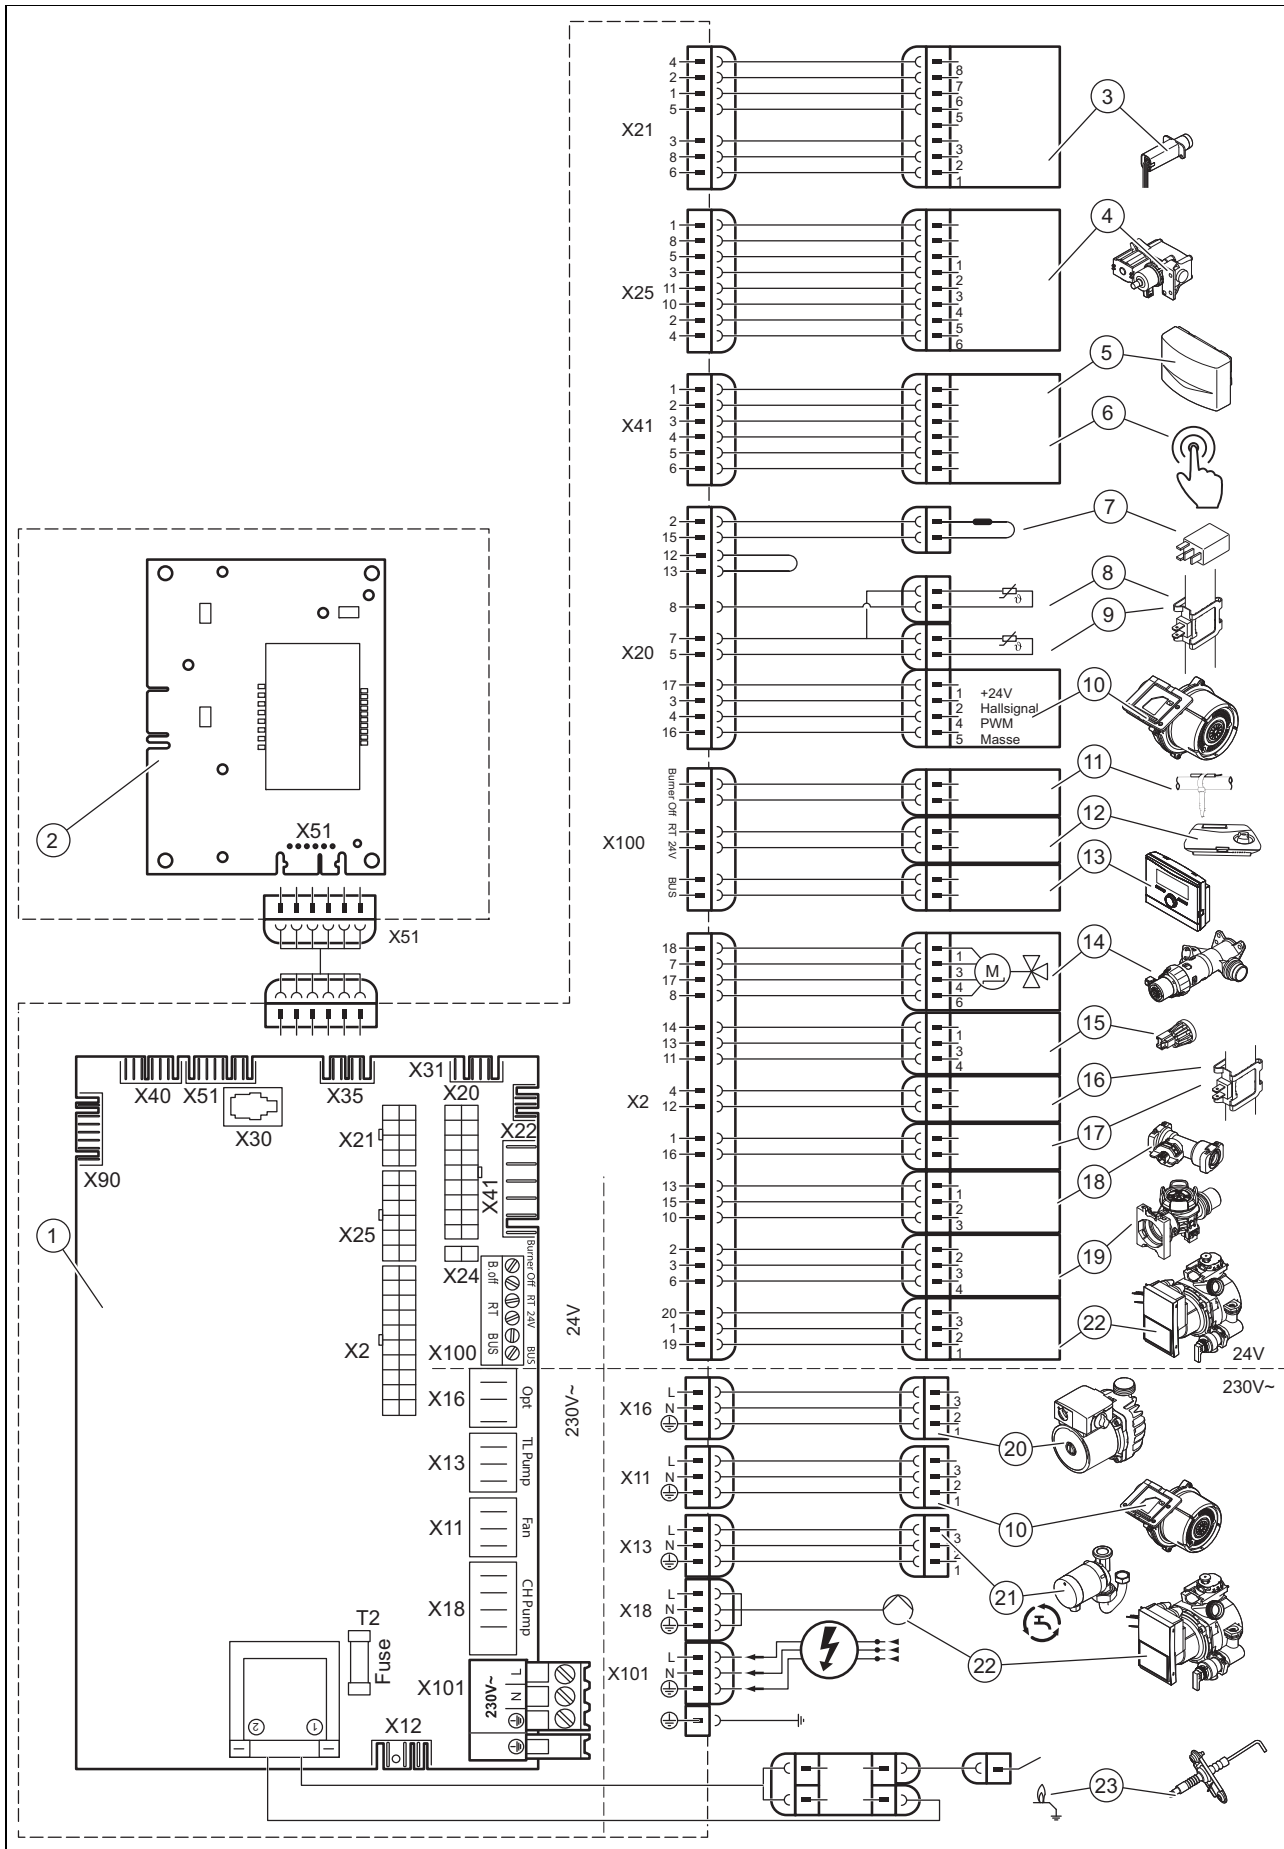 4
2
1
5
3
8
6
X21
8
7
6
5
3
2
1
3
1
8
5
3
11
10
2
4
X25
1
2
3
4
5
6
4
1
2
3
4
5
6
X41
5
6
2
15
12
13
8
7
5
17
3
4
16
X20
ϑ
ϑ
1 +24V
2 Hallsignal
4 PWM
5 Masse
7
8
9
10
Burner Off
RT 24V
BUS
X100
11
12
13
18
7
17
8
14
13
11
4
12
1
16
13
15
10
2
3
6
20
1
19
X2
1
3
4
6
M
1
3
4
1
2
3
2
3
4
3
2
1
14
15
16
17
18
19
22
24V
230V~
X16
L
N
3
2
1
20
X11
L
N
3
2
1
10
X13
L
N
3
2
1
21
X18
L
N
22
X101
L
N
23
2
X51
X51
X40
X51
X35
X31
X20
X30
X21
X22
X90
X41
1
X25
X24
Burner Off
B.off
RT
RT 24V
BUS
BUS
24V
X2
X100
X16
Opt
230V~
X13
TL Pump
X11
Fan
X18
CH Pump
T2
Fuse
X101
230V~
L
N
2
1
X12